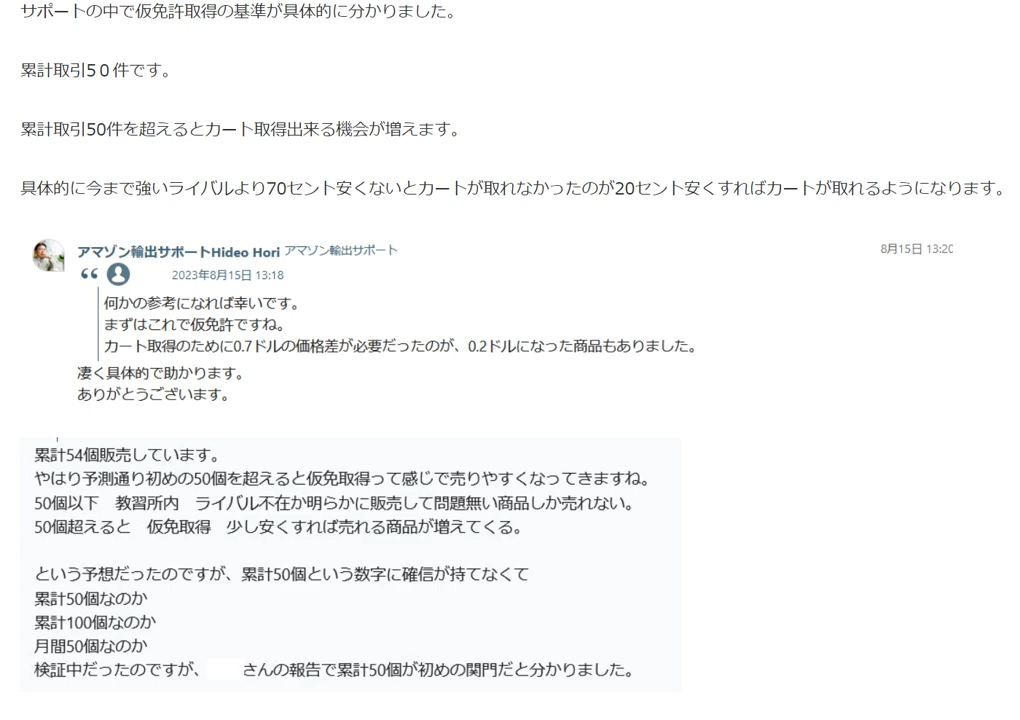 サポートの中で仮免許取得の基準が具体的に分かりました。
累計取引5０件です。
累計取引50件を超えるとカート取得出来る機会が増えます。
具体的に今まで強いライバルより70セント安くないとカートが取れなかったのが20セント安くすればカートが取れるようになります。
アマゾン輸出サポートHideo Hori アマゾン輸出サポート 8月15日 13:20
2023年8月15日 13:18
何かの参考になれば幸いです。
まずはこれで仮免許ですね。
カート取得のために0.7ドルの価格差が必要だったのが、0.2ドルになった商品もありました。
凄く具体的で助かります。
ありがとうございます。
累計54個販売しています。
やはり予測通り初めの50個を超えると仮免取得って感じで売りやすくなってきますね。
50個以下　教習所内　ライバル不在か明らかに販売して問題無い商品しか売れない。
50個超えると　仮免取得　少し安くすれば売れる商品が増えてくる。
という予想だったのですが、累計50個という数字に確信が持てなくて
累計50個なのか
累計100個なのか
月間50個なのか
検証中だったのですが、 さんの報告で累計50個が初めの関門だと分かりました。